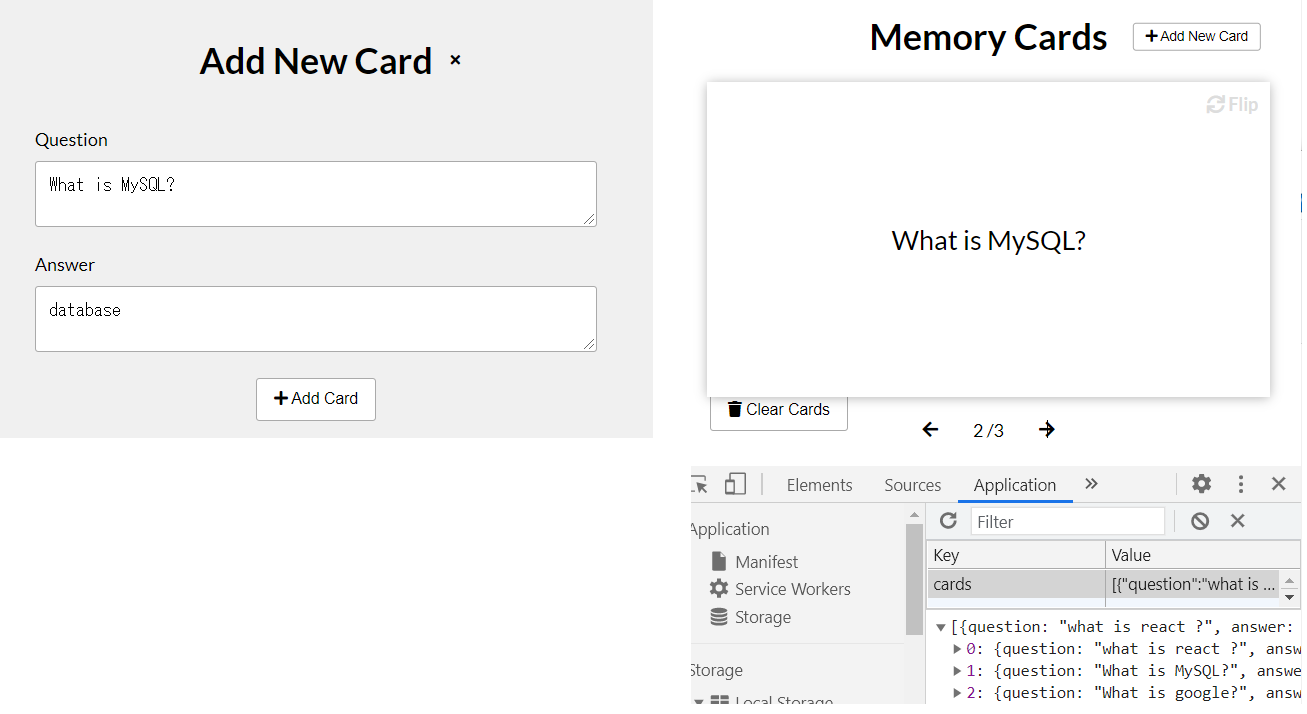 Add New Card ×
Question
What is MySQL?
Answer
database
Add Card
Memory Cards
Add New Card
Flip
What is MySQL?
Clear Cards
2 /3
Elements Sources Application »
Application
Manifest
Service Workers
Storage
Storage
Local Storage
Filter
Key Value
cards [{"question":"what is ...
[{question: "what is react ?", answer:
0: {question: "what is react ?", answ
1: {question: "What is MySQL?", answe
2: {question: "What is google?", answ